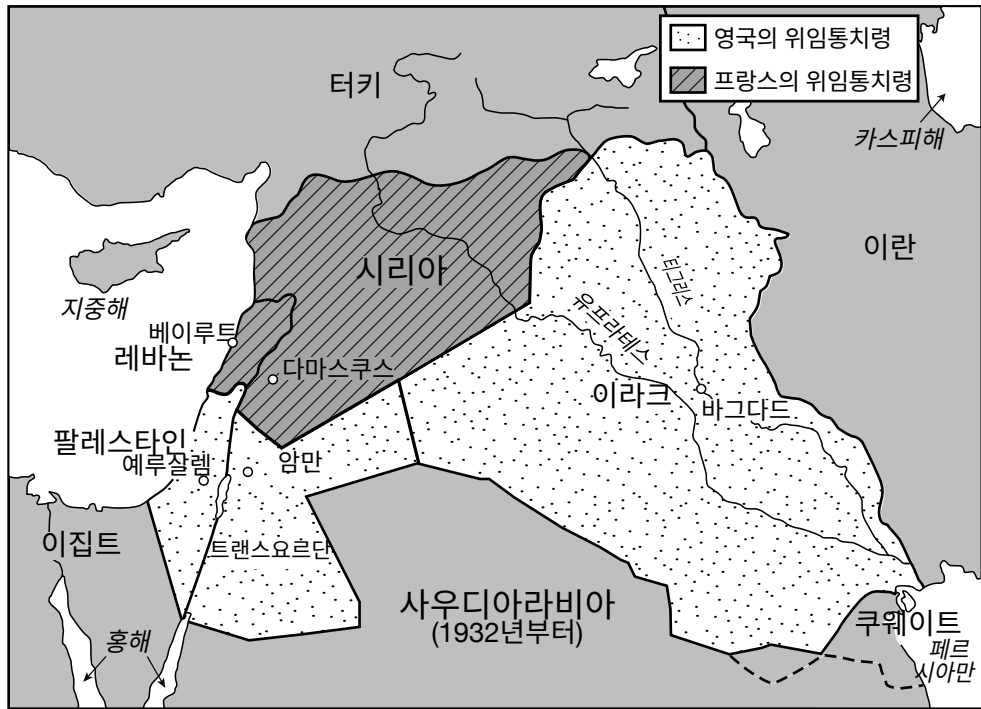 영국의 위임통치령
프랑스의 위임통치령
터키
카스피해
이란
시리아
티그리스
지중해
유프라테스
베이루트
레바논
다마스쿠스
이라크
바그다드
팔레스타인
예루살렘
암만
이집트
트랜스요르단
사우디아라비아
(1932년부터)
쿠웨이트
홍해
페르
시아만